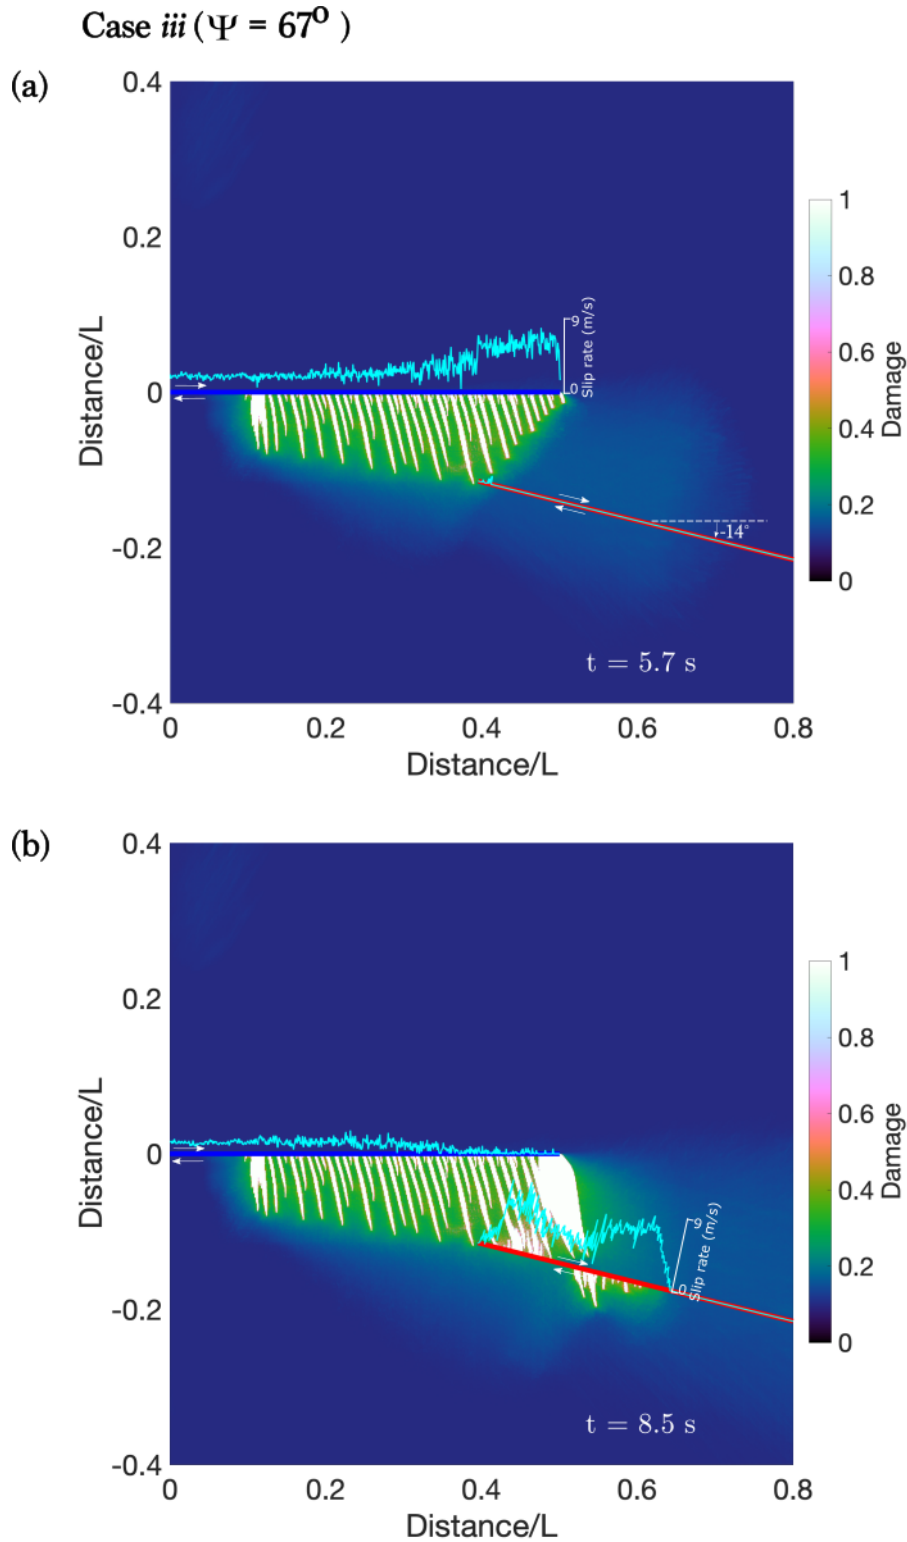 Case iii (Ψ = 67⁰ )
(a)
0.4
0.2
0
-0.2
-0.4
Distance/L
9
0
Slip rate (m/s)
-14°
t = 5.7 s
0 0.2 0.4 0.6 0.8
Distance/L
1
0.8
0.6
0.4
0.2
0
Damage
(b)
0.4
0.2
0
-0.2
-0.4
Distance/L
9
0
Slip rate (m/s)
t = 8.5 s
0 0.2 0.4 0.6 0.8
Distance/L
1
0.8
0.6
0.4
0.2
0
Damage